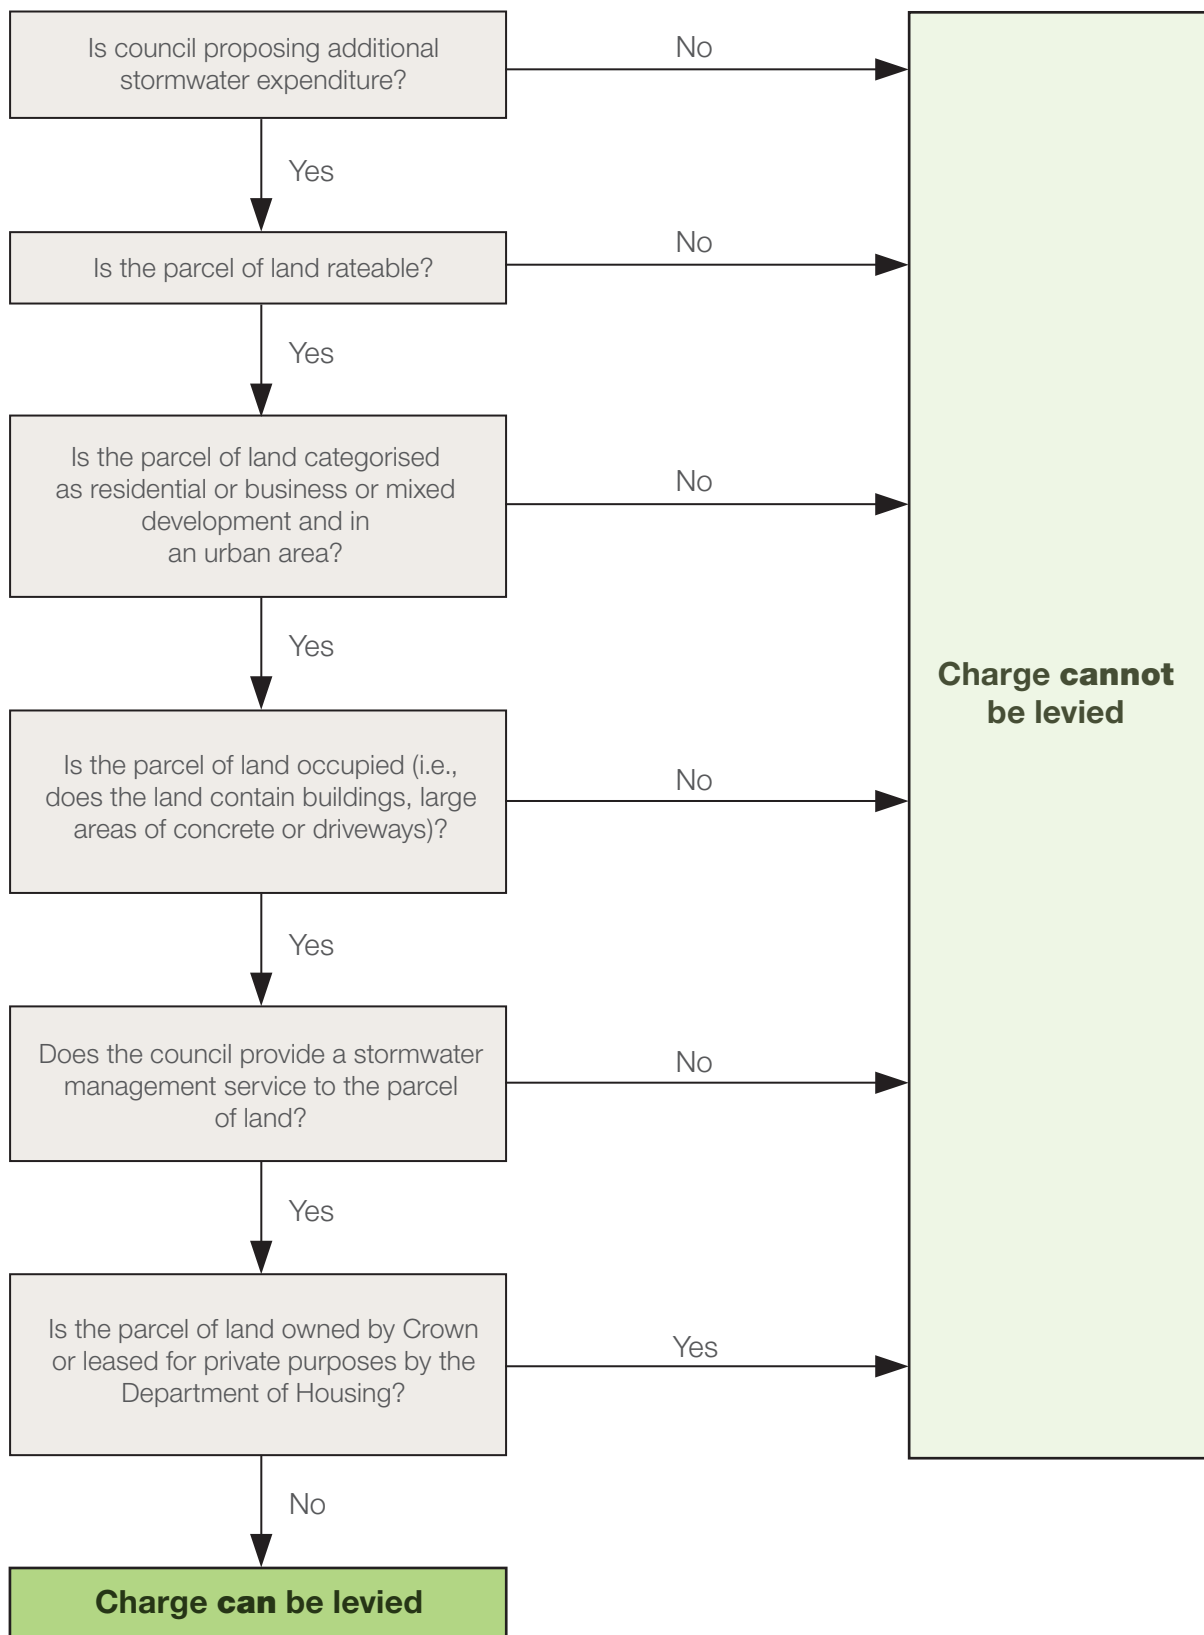 Is council proposing additional
stormwater expenditure?
No
Yes
Is the parcel of land rateable?
No
Yes
Is the parcel of land categorised
as residential or business or mixed
development and in
an urban area?
No
Yes
Charge cannot
be levied
Is the parcel of land occupied (i.e.,
does the land contain buildings, large
areas of concrete or driveways)?
No
Yes
Does the council provide a stormwater
management service to the parcel
of land?
No
Yes
Is the parcel of land owned by Crown
or leased for private purposes by the
Department of Housing?
Yes
No
Charge can be levied